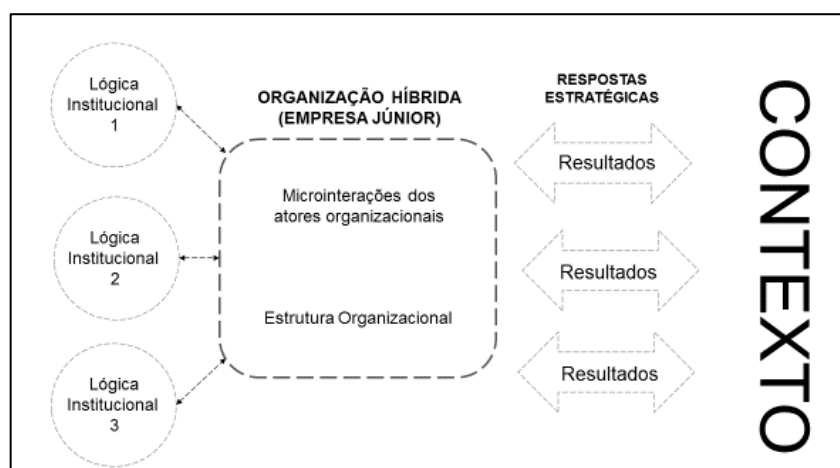 Lógica
Institucional
1
Lógica
Institucional
2
Lógica
Institucional
3
ORGANIZAÇÃO HÍBRIDA
(EMPRESA JÚNIOR)
Microinterações dos
atores organizacionais
Estrutura Organizacional
RESPOSTAS
ESTRATÉGICAS
Resultados
Resultados
Resultados
CONTEXTO